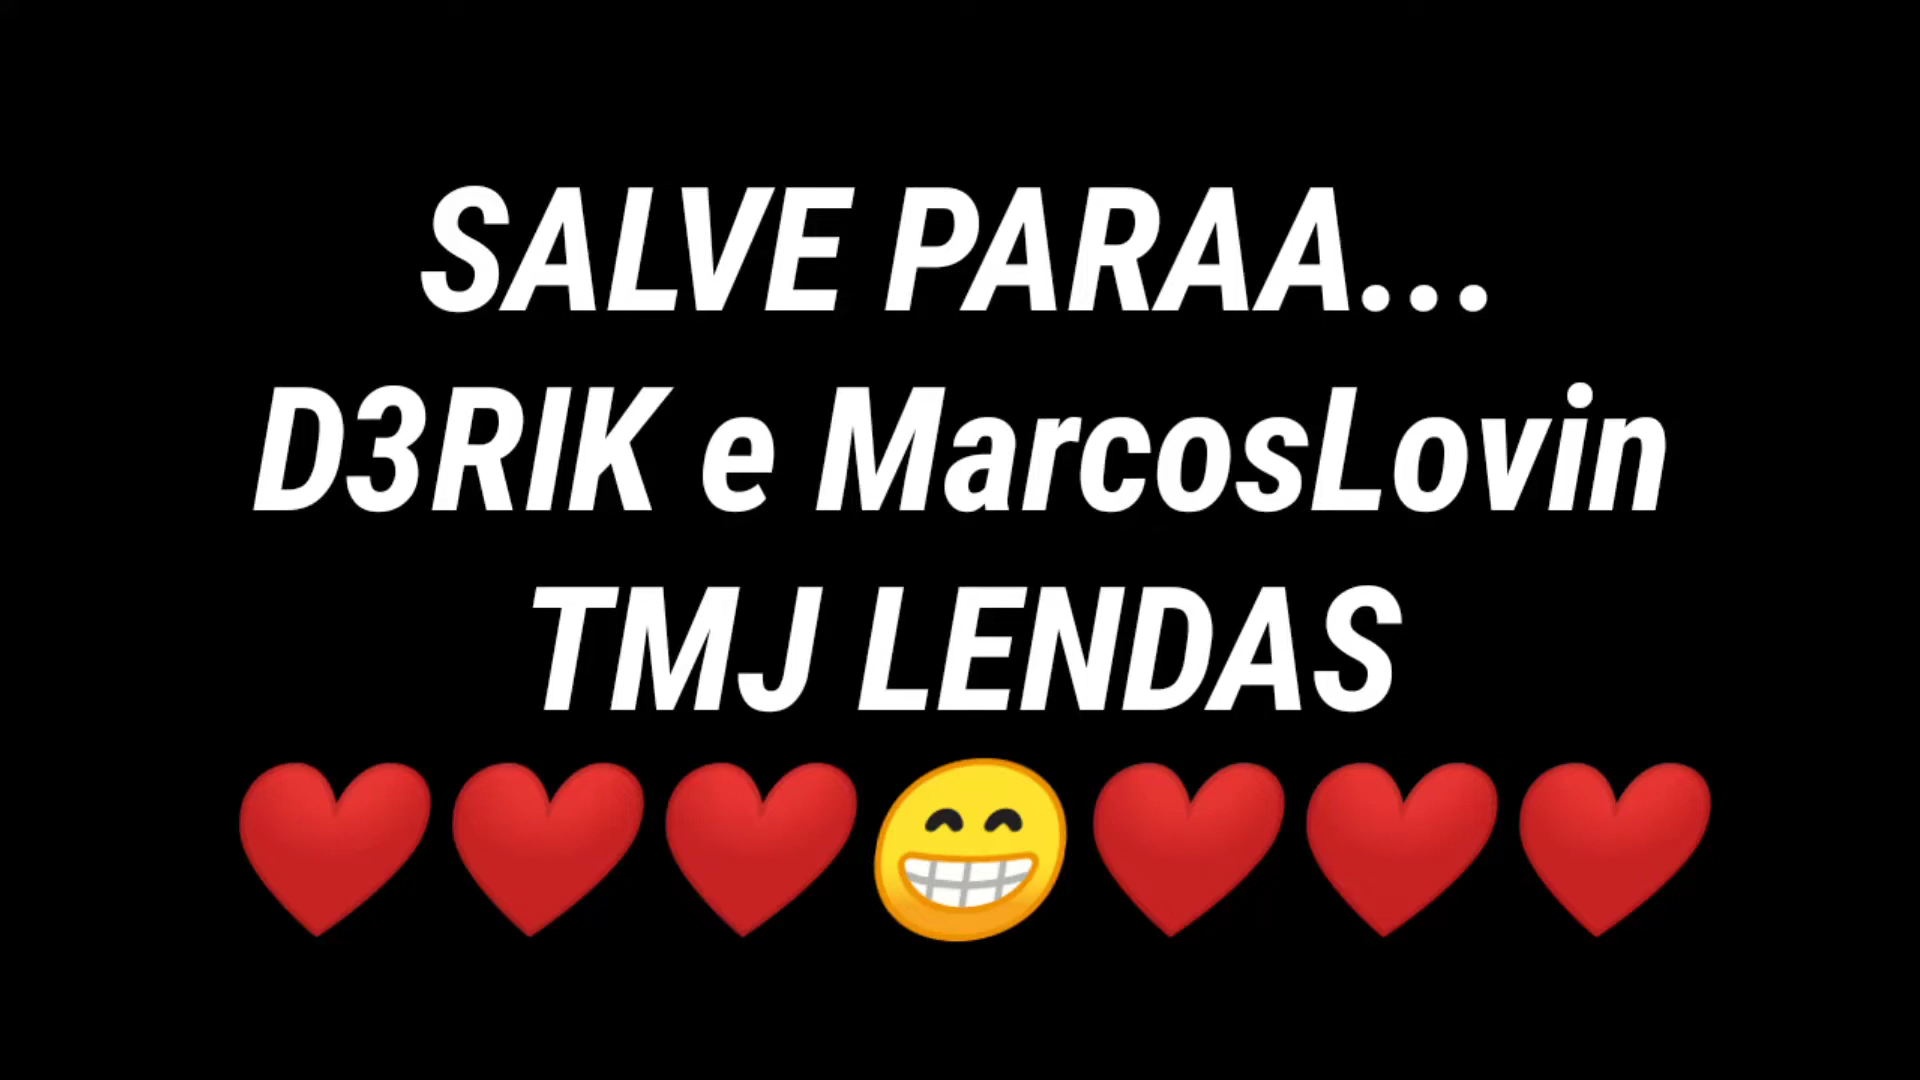 SALVE PARAA...
D3RIK e MarcosLovin
TMJ LENDAS
❤️❤️❤️😁❤️❤️❤️